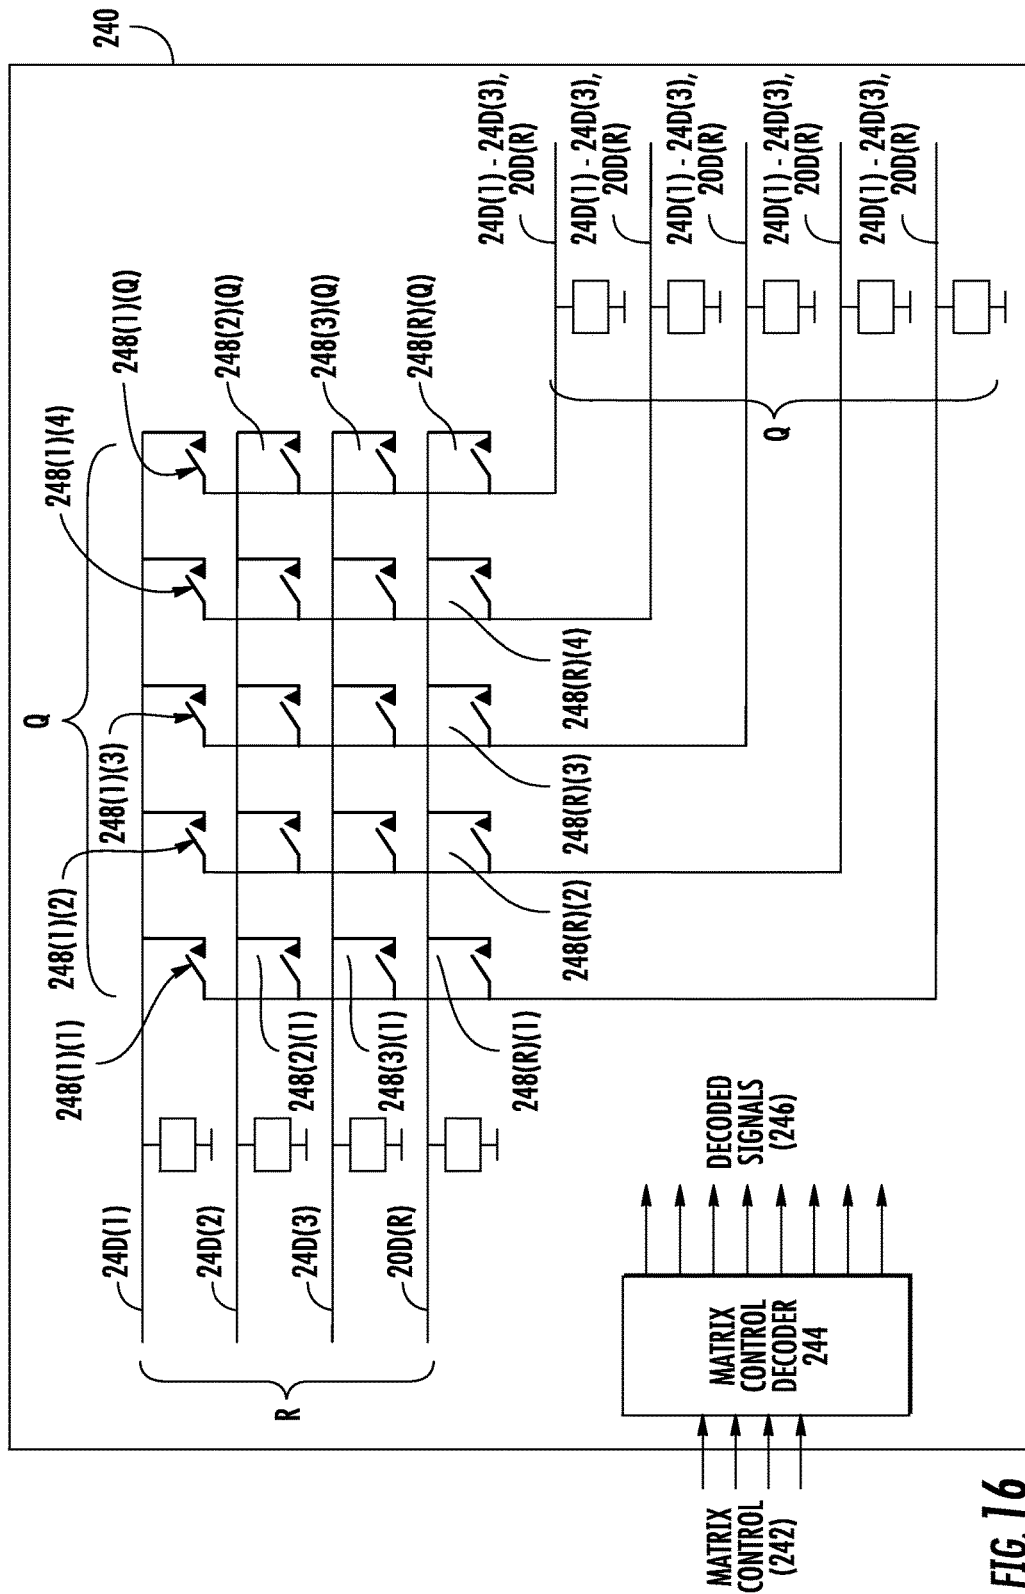 240
Q
248(1)(1)
248(1)(2)
248(1)(3)
248(1)(4)
248(1)(Q)
248(2)(Q)
248(3)(Q)
248(R)(Q)
24D(1)
24D(2)
24D(3)
20D(R)
R
248(2)(1)
248(3)(1)
248(R)(1)
248(R)(2)
248(R)(3)
248(R)(4)
24D(1) - 24D(3),
20D(R)
24D(1) - 24D(3),
20D(R)
24D(1) - 24D(3),
20D(R)
24D(1) - 24D(3),
20D(R)
24D(1) - 24D(3),
20D(R)
Q
MATRIX
CONTROL
(242)
MATRIX
CONTROL
DECODER
244
DECODED
SIGNALS
(246)
FIG. 16